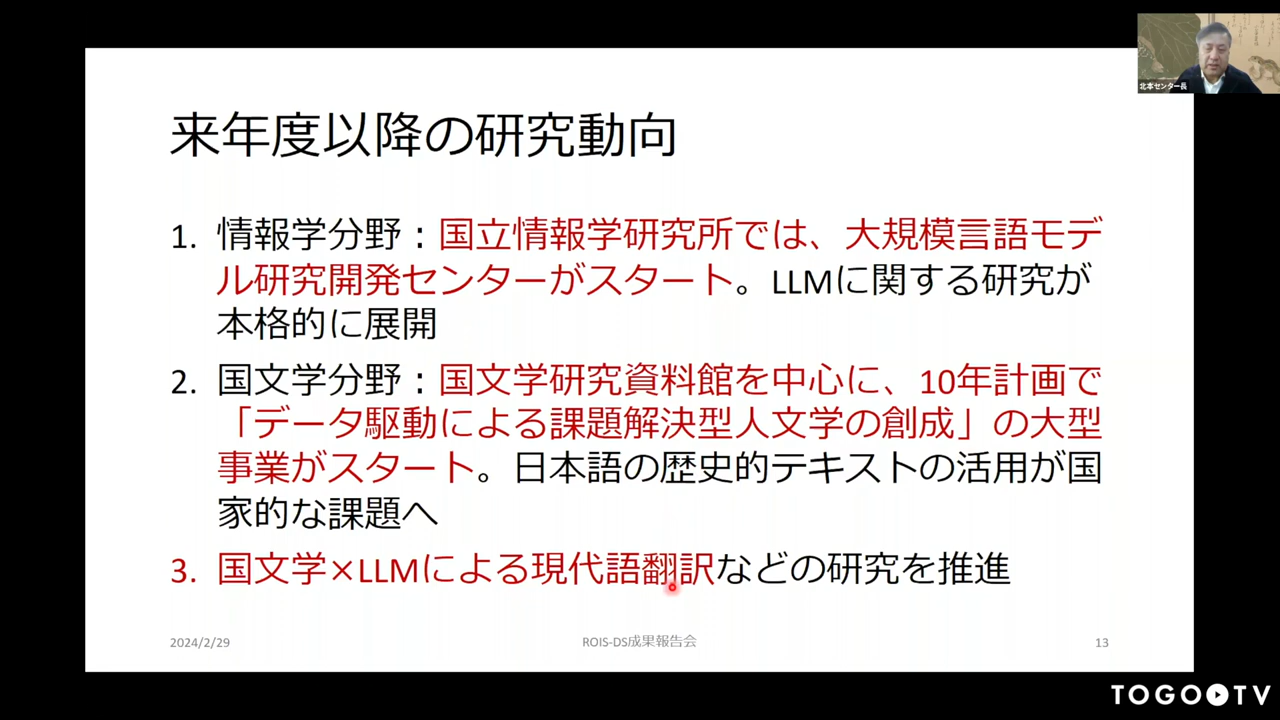 北本センター長
来年度以降の研究動向
1. 情報学分野：国立情報学研究所では、大規模言語モデ
ル研究開発センターがスタート。LLMに関する研究が
本格的に展開
2. 国文学分野：国文学研究資料館を中心に、10年計画で
「データ駆動による課題解決型人文学の創成」の大型
事業がスタート。日本語の歴史的テキストの活用が国
家的な課題へ
3. 国文学×LLMによる現代語翻訳などの研究を推進
2024/2/29
ROIS-DS成果報告会
13
TOGO TV